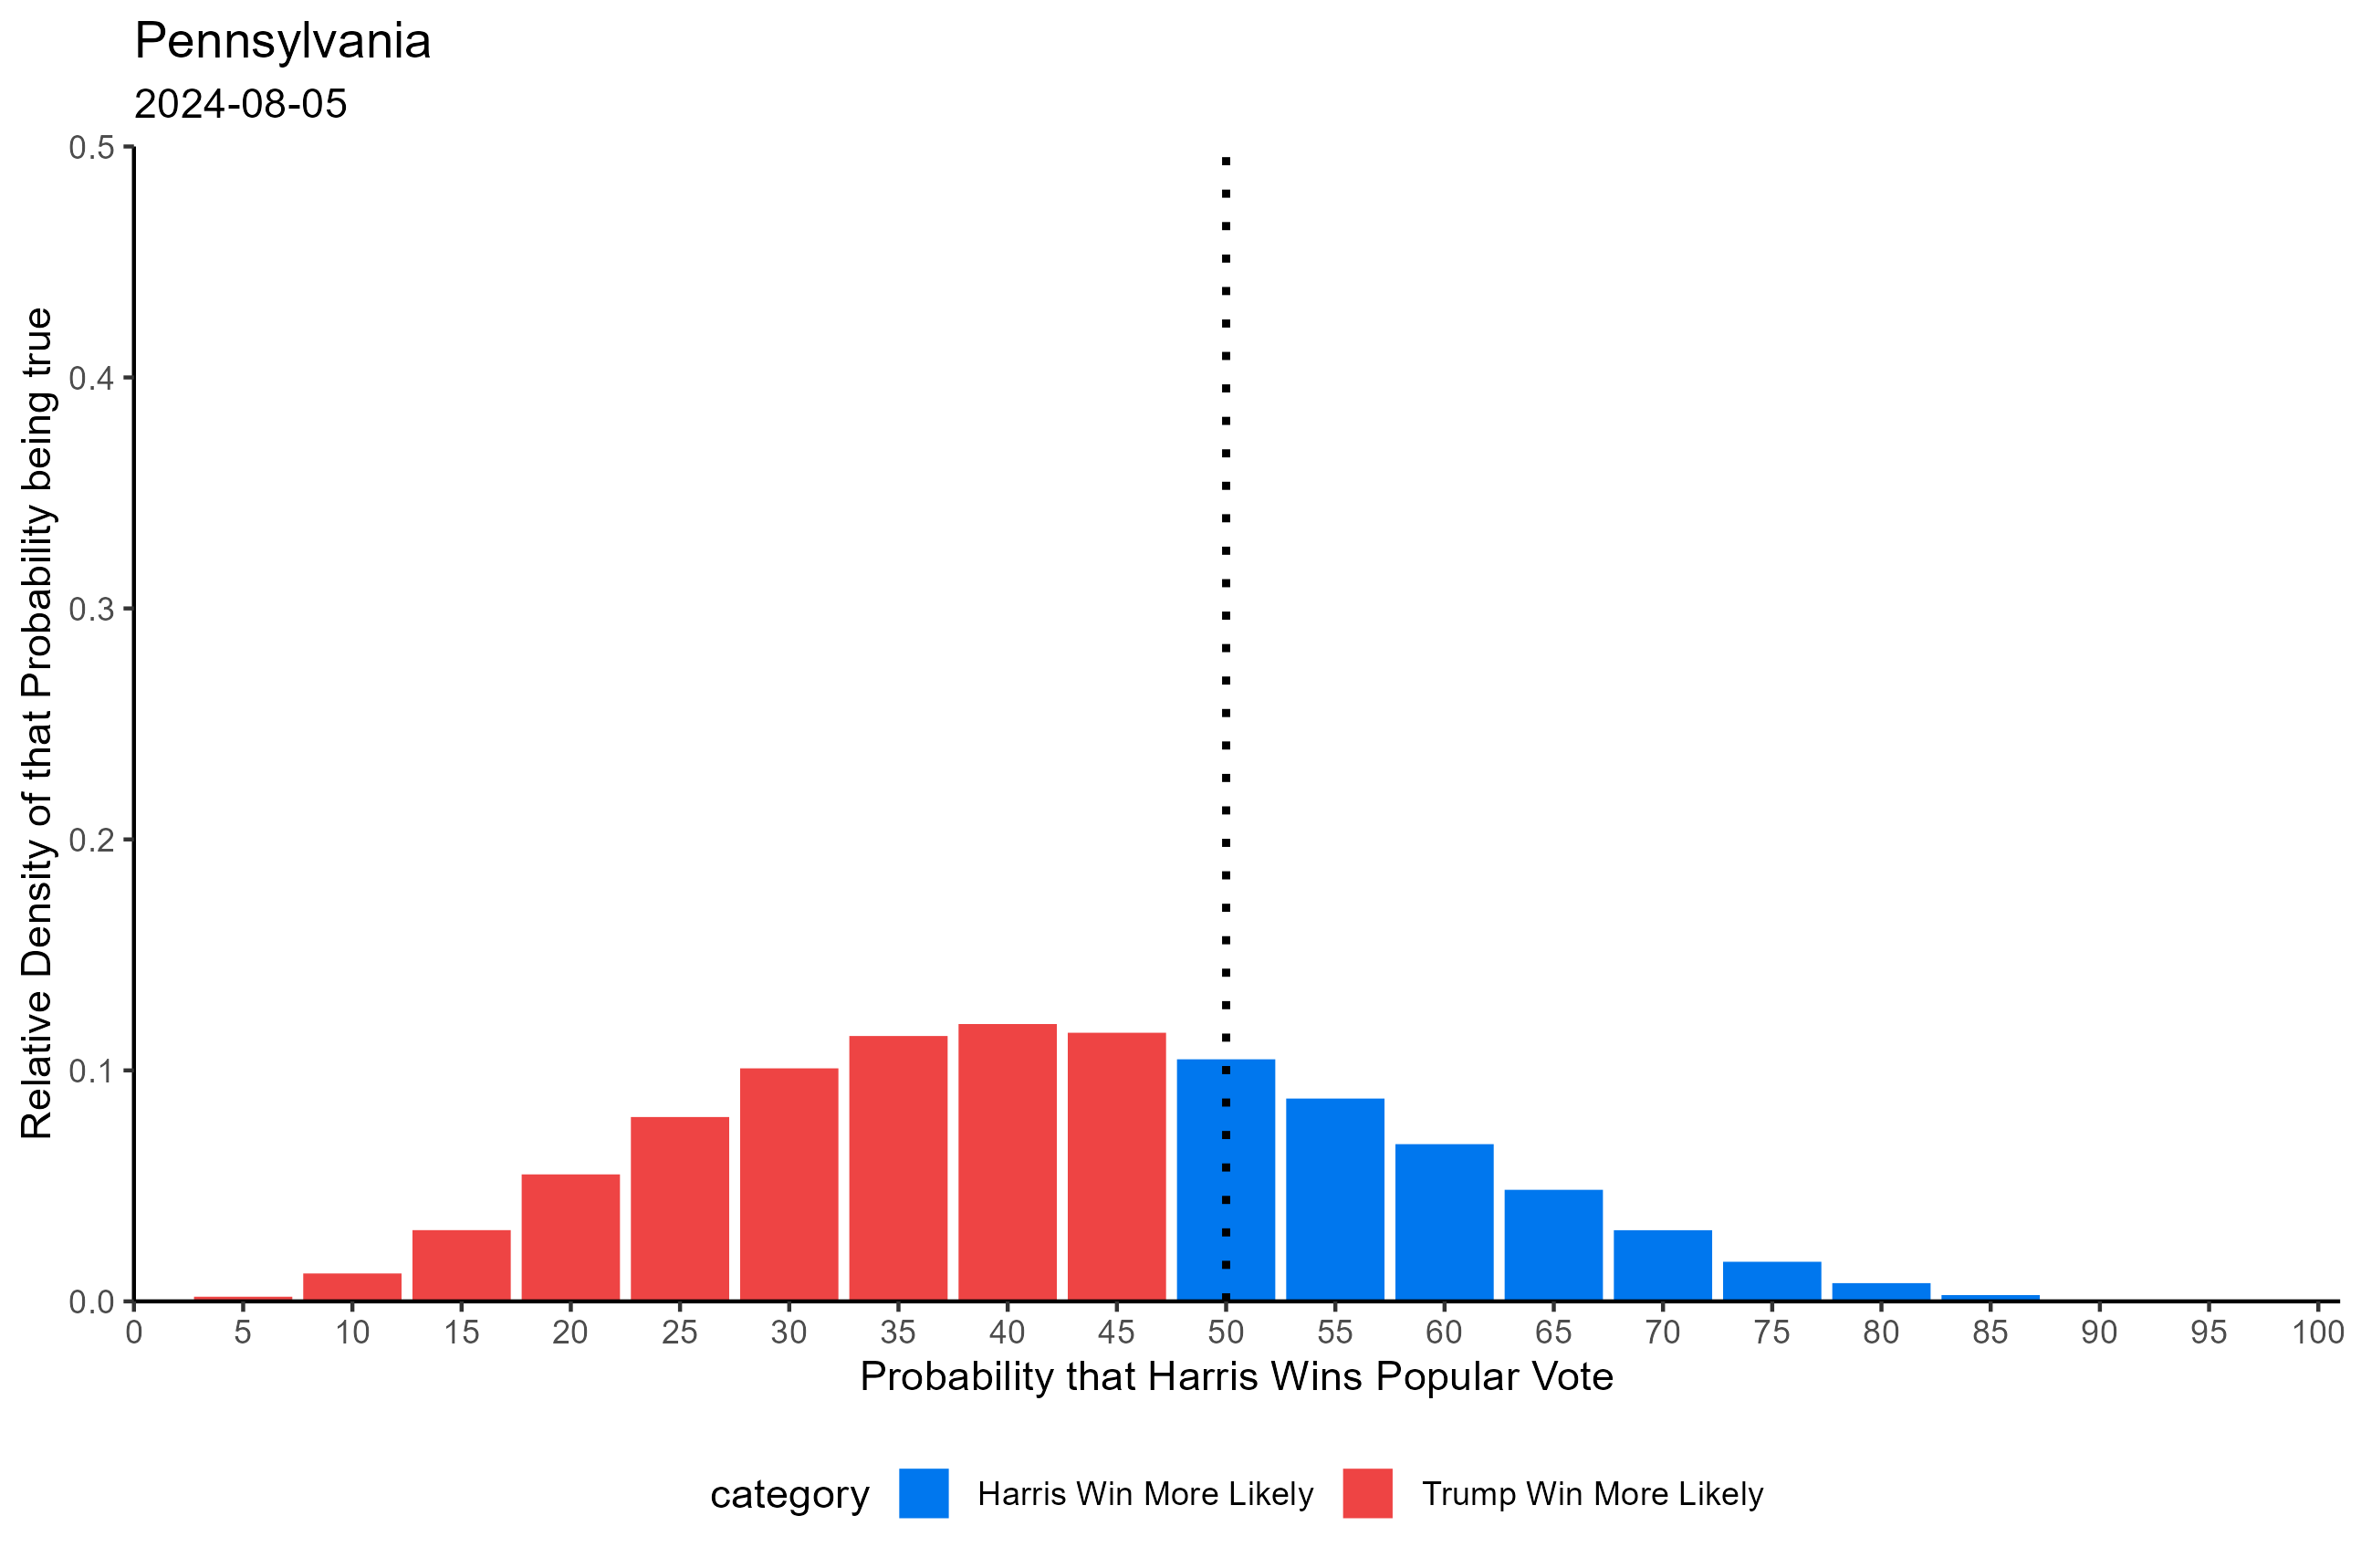 Pennsylvania
2024-08-05
Relative Density of that Probability being true
0.5
0.4
0.3
0.2
0.1
0.0
0 5 10 15 20 25 30 35 40 45 50 55 60 65 70 75 80 85 90 95 100
Probability that Harris Wins Popular Vote
category Harris Win More Likely Trump Win More Likely